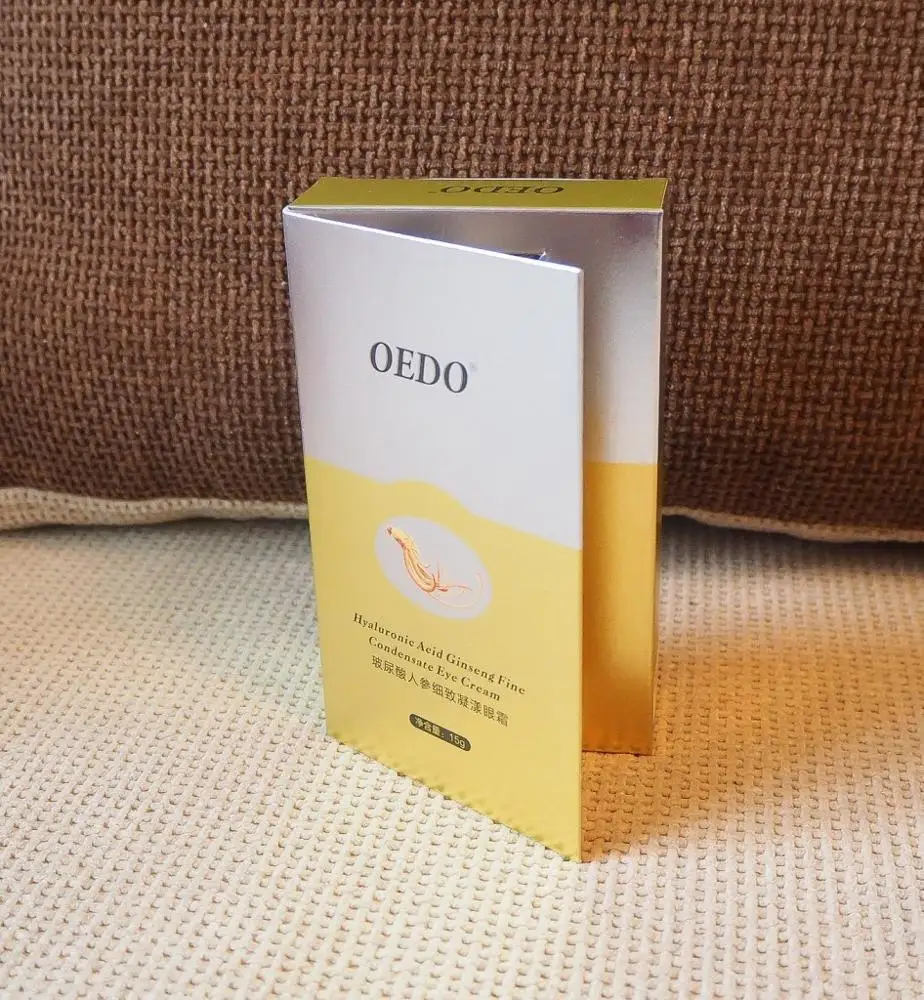 OEDO
OEDO®
Hyaluronic Acid Ginseng Fine
Condensate Eye Cream
玻尿酸人参细致凝漾眼霜
净含量：15g